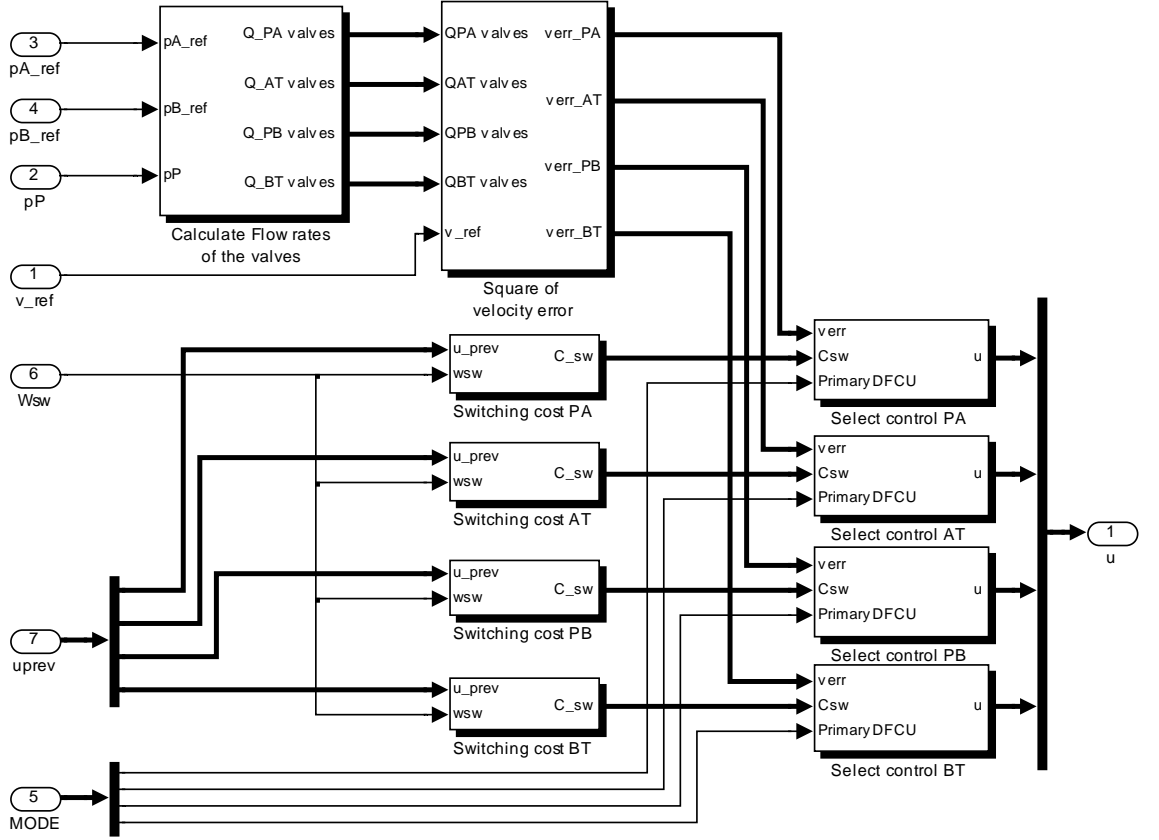 3
pA_ref
4
pB_ref
2
pP
1
v_ref
pA_ref
pB_ref
pP
Q_PA valves
Q_AT valves
Q_PB valves
Q_BT valves
Calculate Flow rates
of the valves
QPA valves
QAT valves
QPB valves
QBT valves
v_ref
verr_PA
verr_AT
verr_PB
verr_BT
Square of
velocity error
6
Wsw
u_prev
wsw
C_sw
Switching cost PA
u_prev
wsw
C_sw
Switching cost AT
u_prev
wsw
C_sw
Switching cost PB
u_prev
wsw
C_sw
Switching cost BT
7
uprev
5
MODE
verr
Csw
Primary DFCU
u
Select control PA
verr
Csw
Primary DFCU
u
Select control AT
verr
Csw
Primary DFCU
u
Select control PB
verr
Csw
Primary DFCU
u
Select control BT
1
u